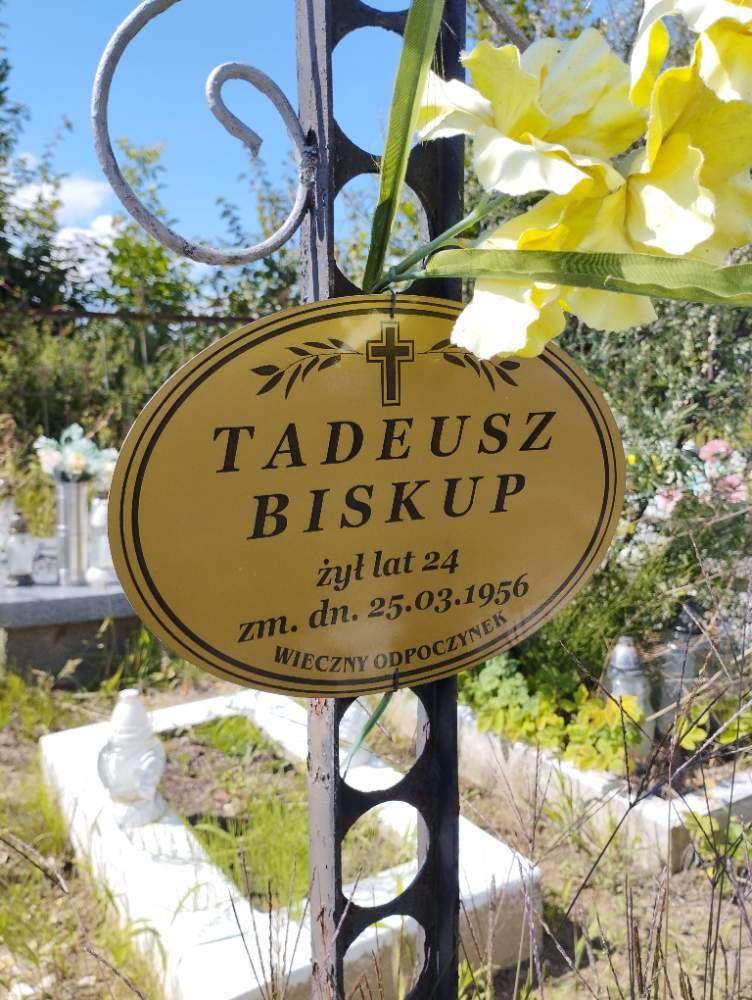 TADEUSZ
BISKUP
żył lat 24
zm. dn. 25.03.1956
WIECZNY ODPOCZYNEK